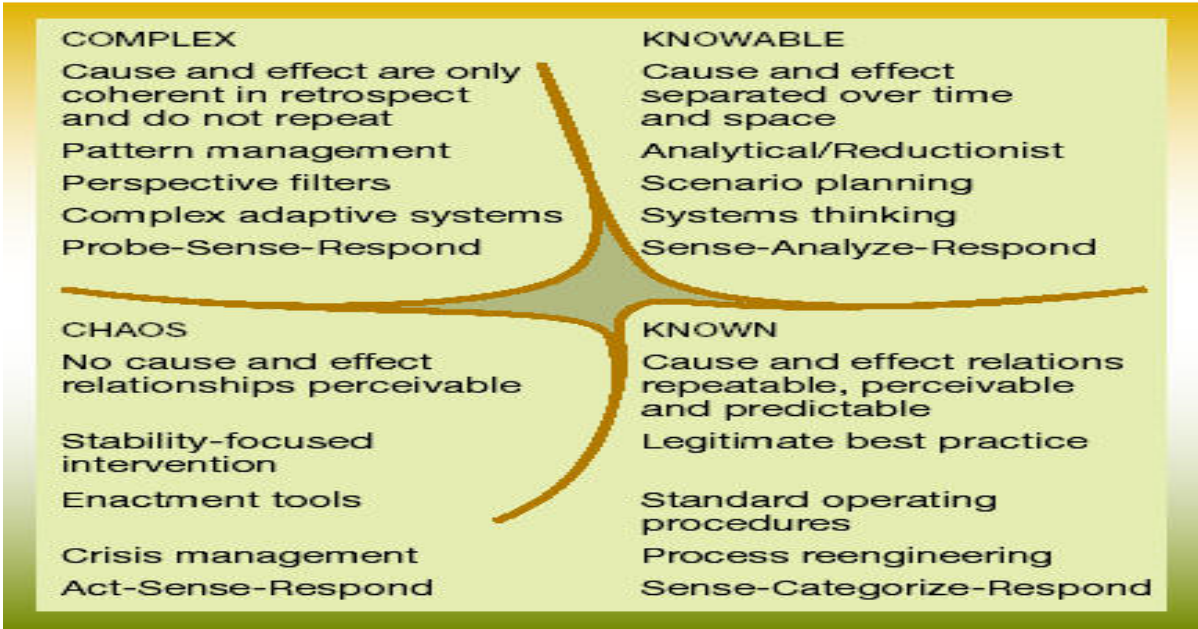 COMPLEX
Cause and effect are only
coherent in retrospect
and do not repeat
Pattern management
Perspective filters
Complex adaptive systems
Probe-Sense-Respond
KNOWABLE
Cause and effect
separated over time
and space
Analytical/Reductionist
Scenario planning
Systems thinking
Sense-Analyze-Respond
CHAOS
No cause and effect
relationships perceivable
Stability-focused
intervention
Enactment tools
Crisis management
Act-Sense-Respond
KNOWN
Cause and effect relations
repeatable, perceivable
and predictable
Legitimate best practice
Standard operating
procedures
Process reengineering
Sense-Categorize-Respond